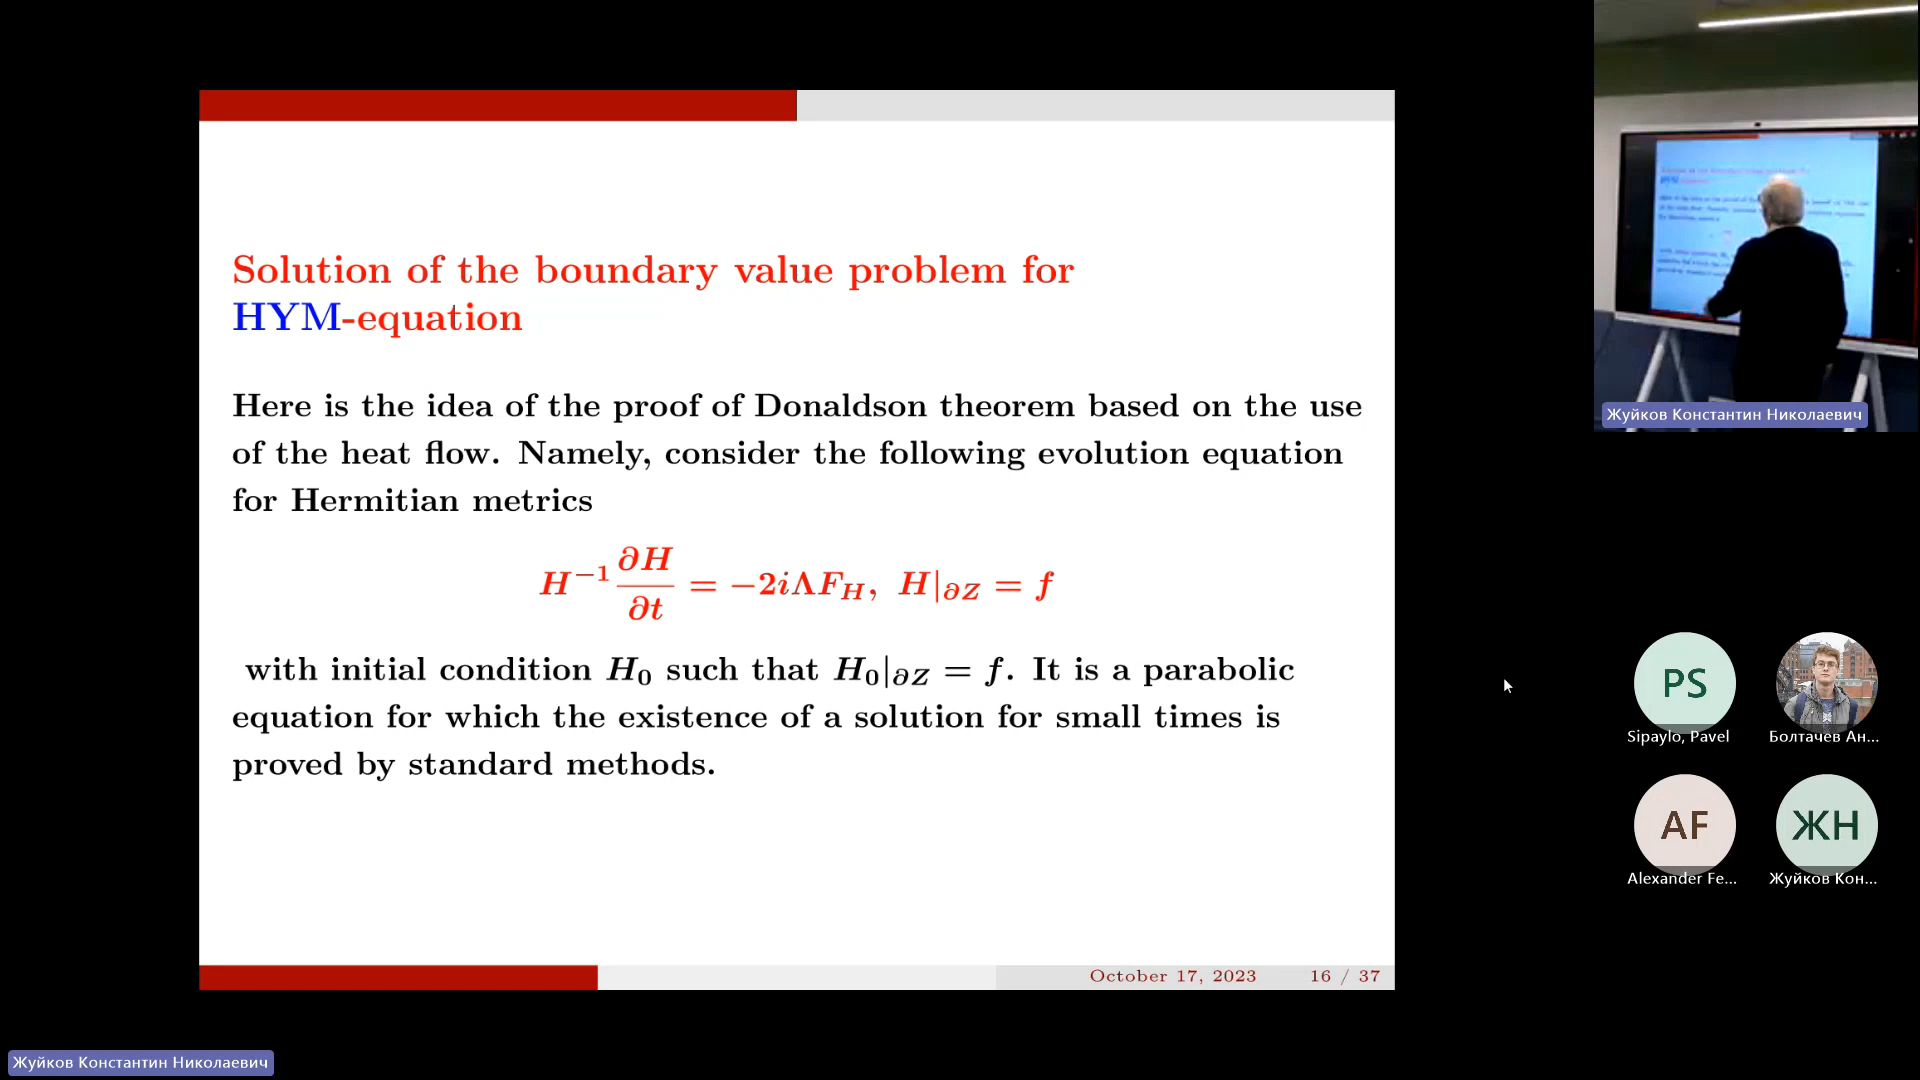 Solution of the boundary value problem for
HYM-equation
Here is the idea of the proof of Donaldson theorem based on the use
of the heat flow. Namely, consider the following evolution equation
for Hermitian metrics
H⁻¹ ∂H/∂t = −2iΛF_H, H|_∂Z = f
with initial condition H₀ such that H₀|_∂Z = f. It is a parabolic
equation for which the existence of a solution for small times is
proved by standard methods.
October 17, 2023 16 / 37
Жуйков Константин Николаевич
PS
Sipaylo, Pavel
Болтачев Ан...
AF
Alexander Fe...
ЖН
Жуйков Кон...
Жуйков Константин Николаевич